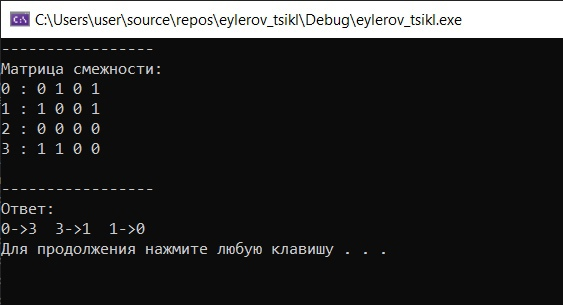 C:\Users\user\source\repos\eylerov_tsikl\Debug\eylerov_tsikl.exe
-----------------
Матрица смежности:
0 : 0 1 0 1
1 : 1 0 0 1
2 : 0 0 0 0
3 : 1 1 0 0
-----------------
Ответ:
0->3  3->1  1->0
Для продолжения нажмите любую клавишу . . .